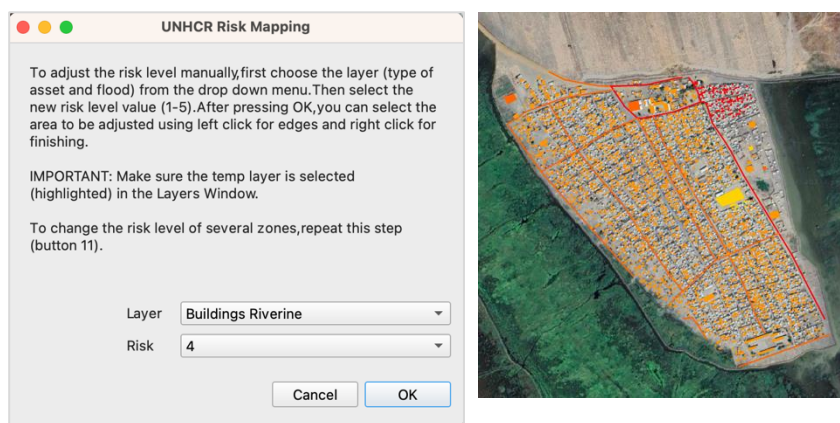 UNHCR Risk Mapping
To adjust the risk level manually,first choose the layer (type of
asset and flood) from the drop down menu.Then select the
new risk level value (1-5).After pressing OK,you can select the
area to be adjusted using left click for edges and right click for
finishing.
IMPORTANT: Make sure the temp layer is selected
(highlighted) in the Layers Window.
To change the risk level of several zones,repeat this step
(button 11).
Layer Buildings Riverine
Risk 4
Cancel OK